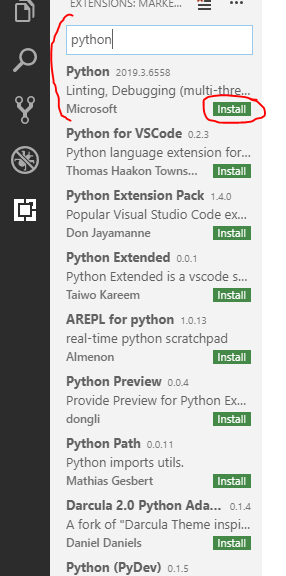 EXTENSIONS: MARKE...
python
Python 2019.3.6558
Linting, Debugging (multi-thre...
Microsoft Install
Python for VSCode 0.2.3
Python language extension for...
Thomas Haakon Towns... Install
Python Extension Pack 1.4.0
Popular Visual Studio Code ex...
Don Jayamanne Install
Python Extended 0.0.1
Python Extended is a vscode s...
Taiwo Kareem Install
AREPL for python 1.0.13
real-time python scratchpad
Almenon Install
Python Preview 0.0.4
Provide Preview for Python Ex...
dongli Install
Python Path 0.0.11
Python imports utils.
Mathias Gesbert Install
Darcula 2.0 Python Ada... 0.1.4
A fork of "Darcula Theme inspi...
Daniel Daniels Install
Python (PyDev) 0.1.5